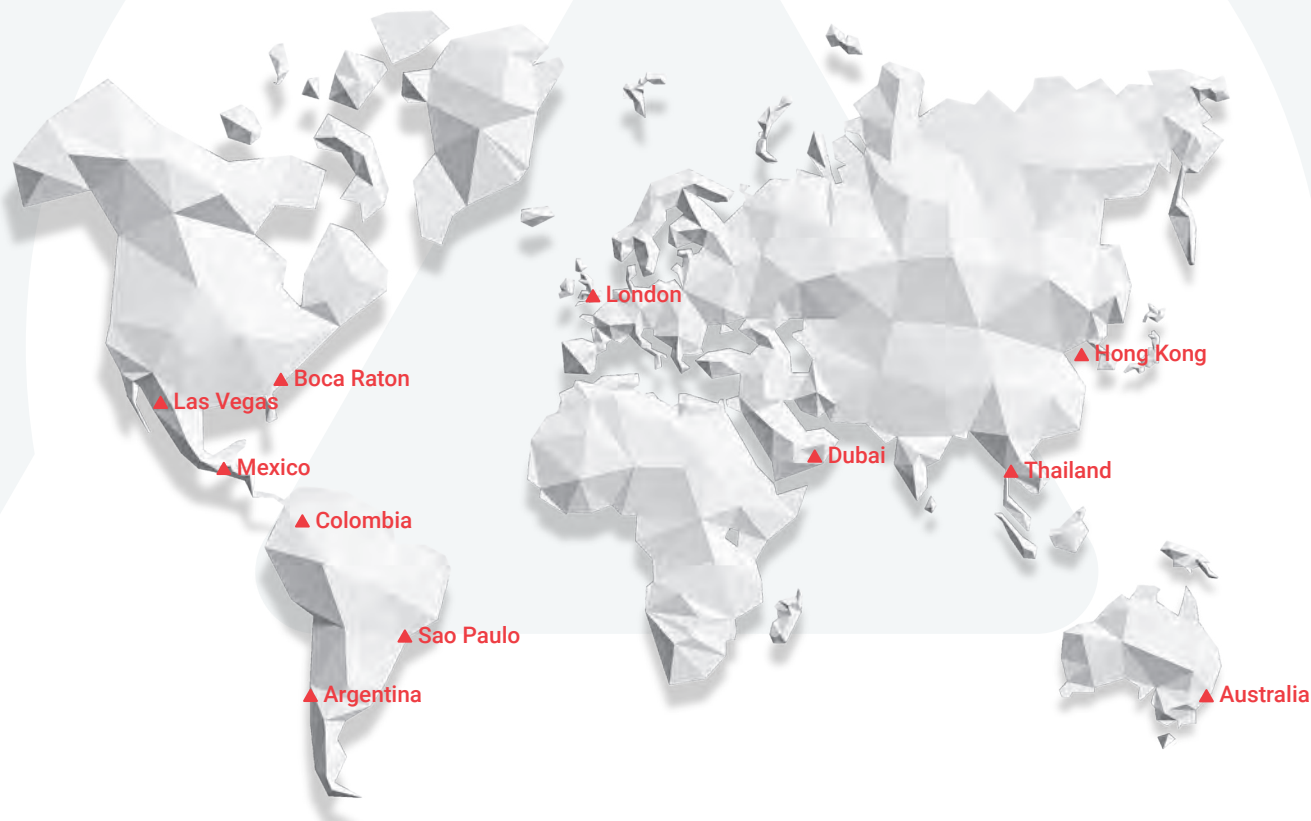 London
Hong Kong
Boca Raton
Las Vegas
Dubai
Mexico
Thailand
Colombia
Sao Paulo
Argentina
Australia